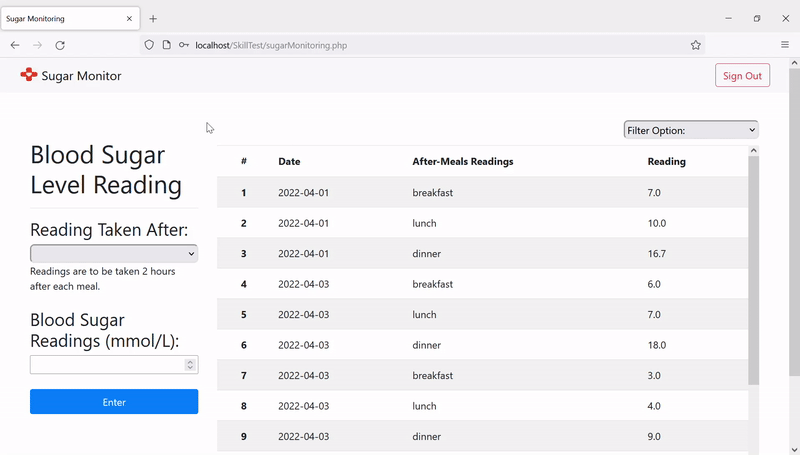 Sugar Monitoring
localhost/SkillTest/sugarMonitoring.php
Sugar Monitor
Sign Out
Filter Option:
Blood Sugar
Level Reading
Reading Taken After:
Readings are to be taken 2 hours
after each meal.
Blood Sugar
Readings (mmol/L):
Enter
# Date After-Meals Readings Reading
1 2022-04-01 breakfast 7.0
2 2022-04-01 lunch 10.0
3 2022-04-01 dinner 16.7
4 2022-04-03 breakfast 6.0
5 2022-04-03 lunch 7.0
6 2022-04-03 dinner 18.0
7 2022-04-03 breakfast 3.0
8 2022-04-03 lunch 4.0
9 2022-04-03 dinner 9.0